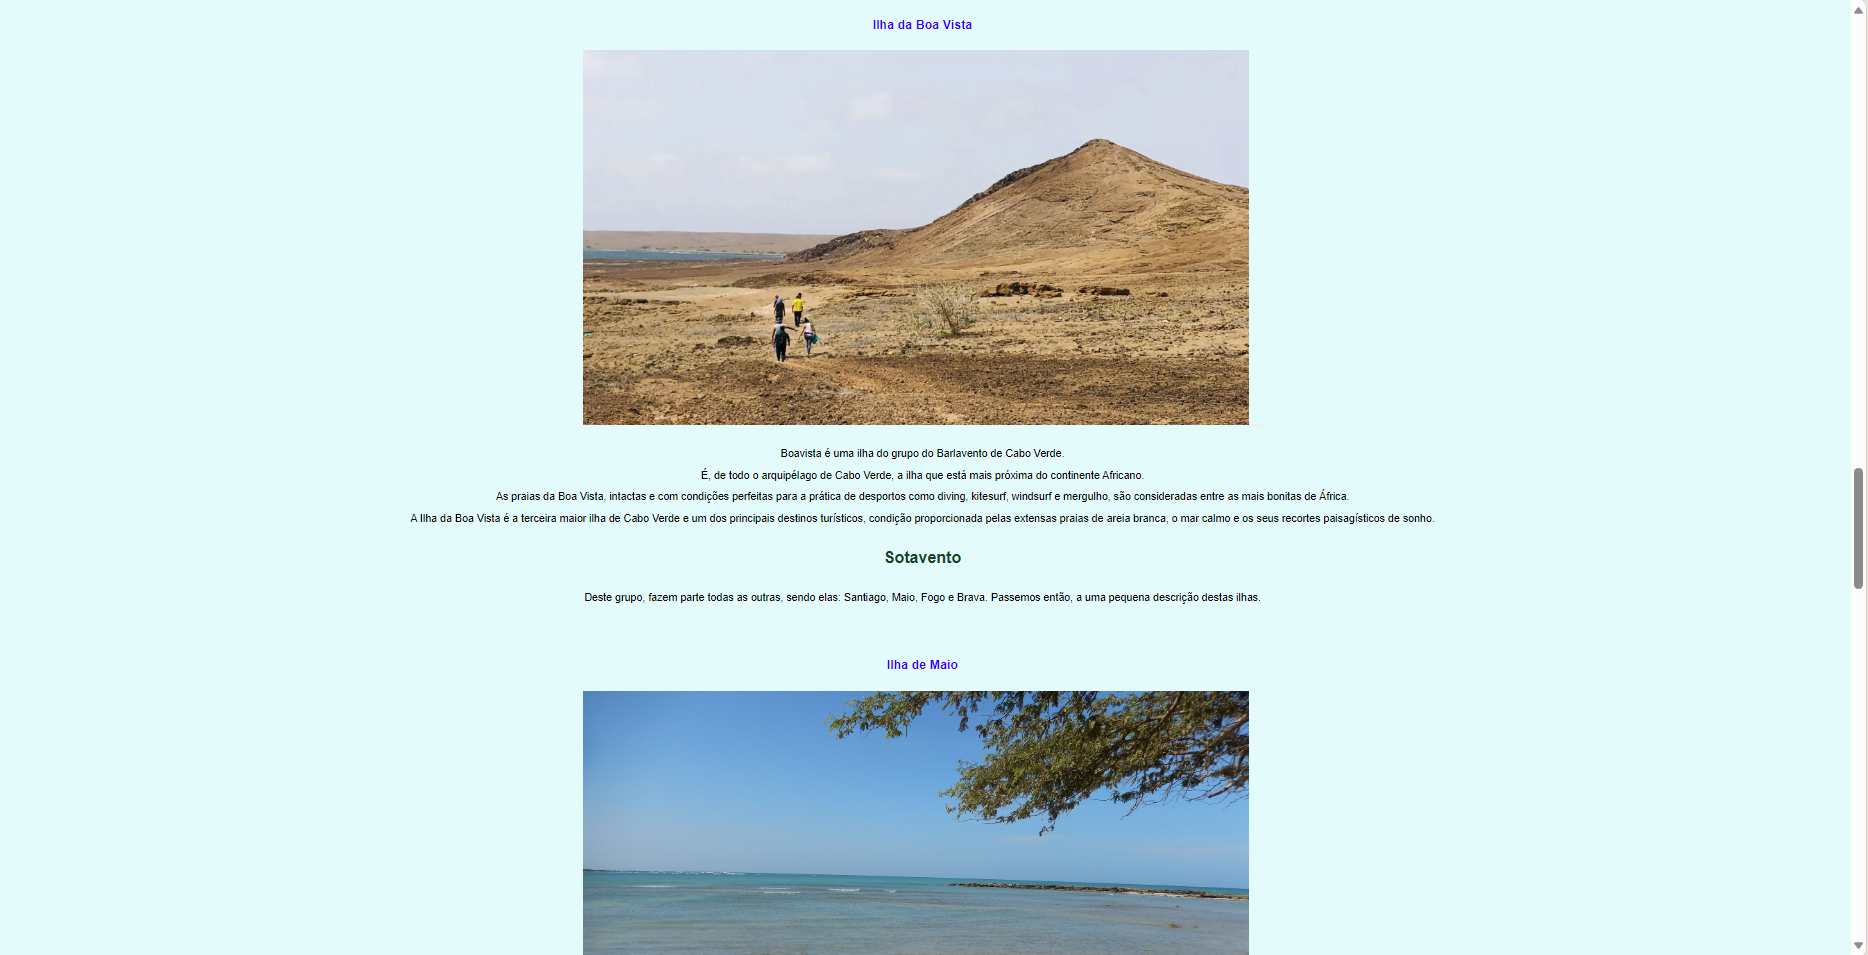 Ilha da Boa Vista
Boavista é uma ilha do grupo do Barlavento de Cabo Verde.
É, de todo o arquipélago de Cabo Verde, a ilha que está mais próxima do continente Africano.
As praias da Boa Vista, intactas e com condições perfeitas para a prática de desportos como diving, kitesurf, windsurf e mergulho, são consideradas entre as mais bonitas de África.
A Ilha da Boa Vista é a terceira maior ilha de Cabo Verde e um dos principais destinos turísticos, condição proporcionada pelas extensas praias de areia branca, o mar calmo e os seus recortes paisagísticos de sonho.
Sotavento
Deste grupo, fazem parte todas as outras, sendo elas: Santiago, Maio, Fogo e Brava. Passemos então, a uma pequena descrição destas ilhas.
Ilha de Maio